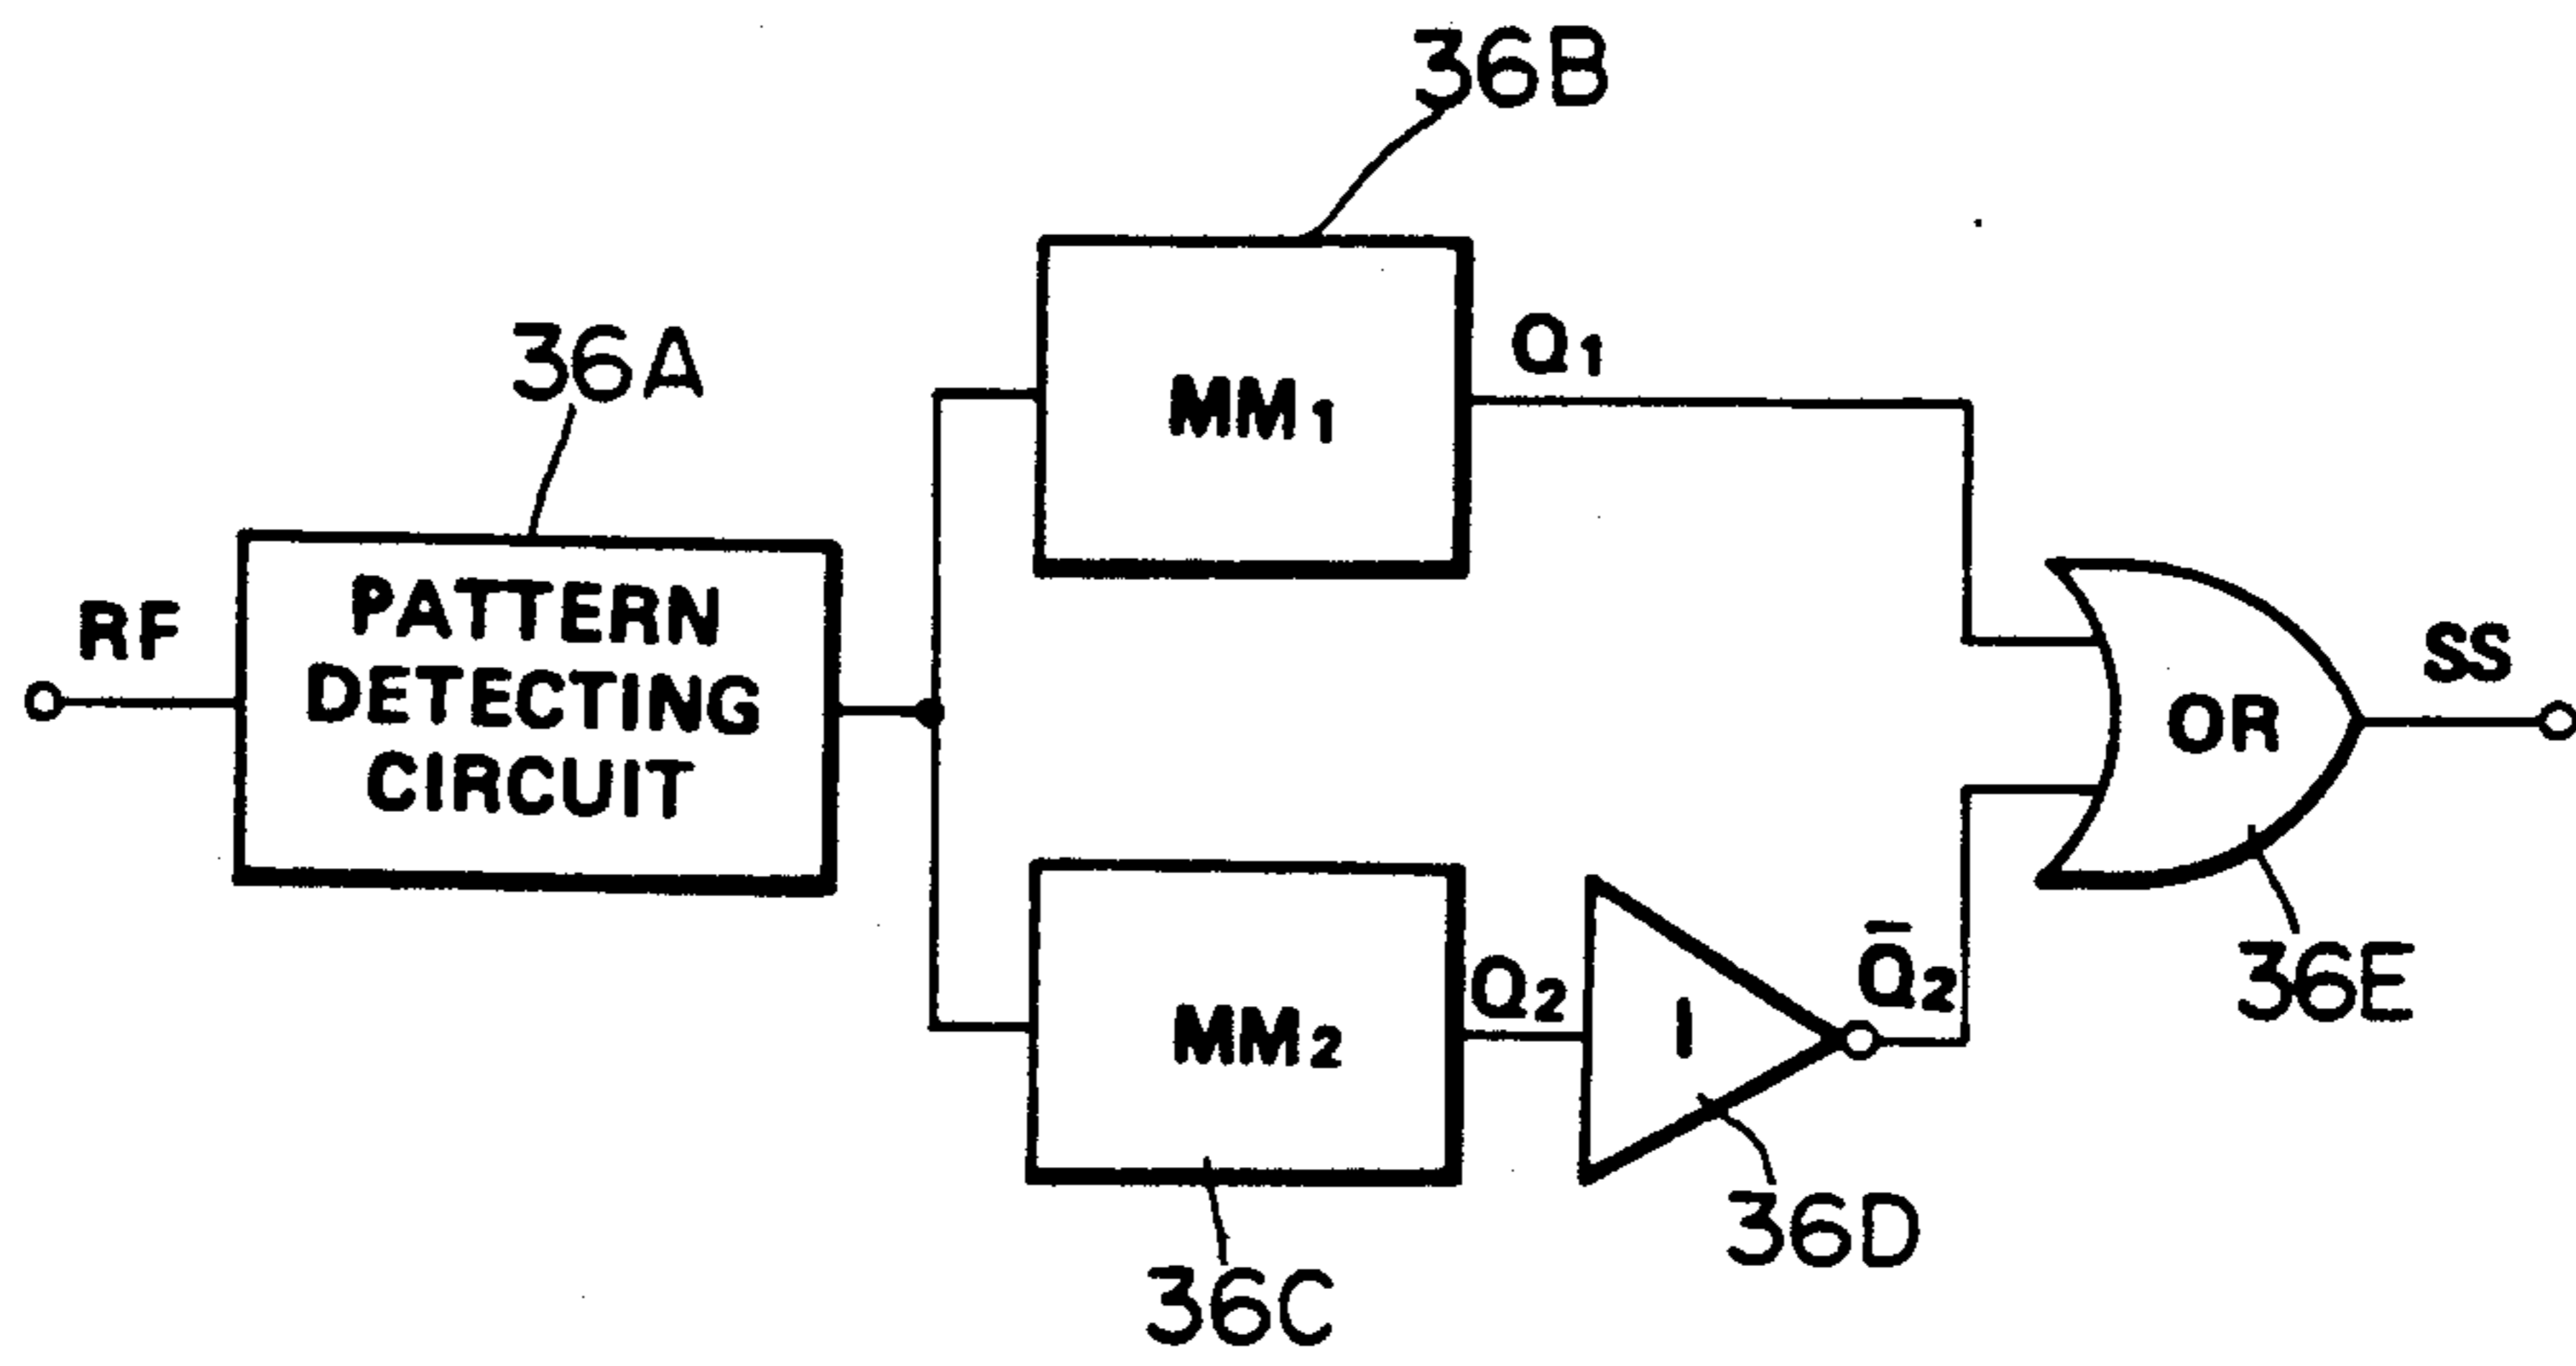 36B
36A
Q1
MM1
RF
PATTERN
DETECTING
CIRCUIT
OR
SS
Q2
MM2
I
Q̄2
36E
36D
36C